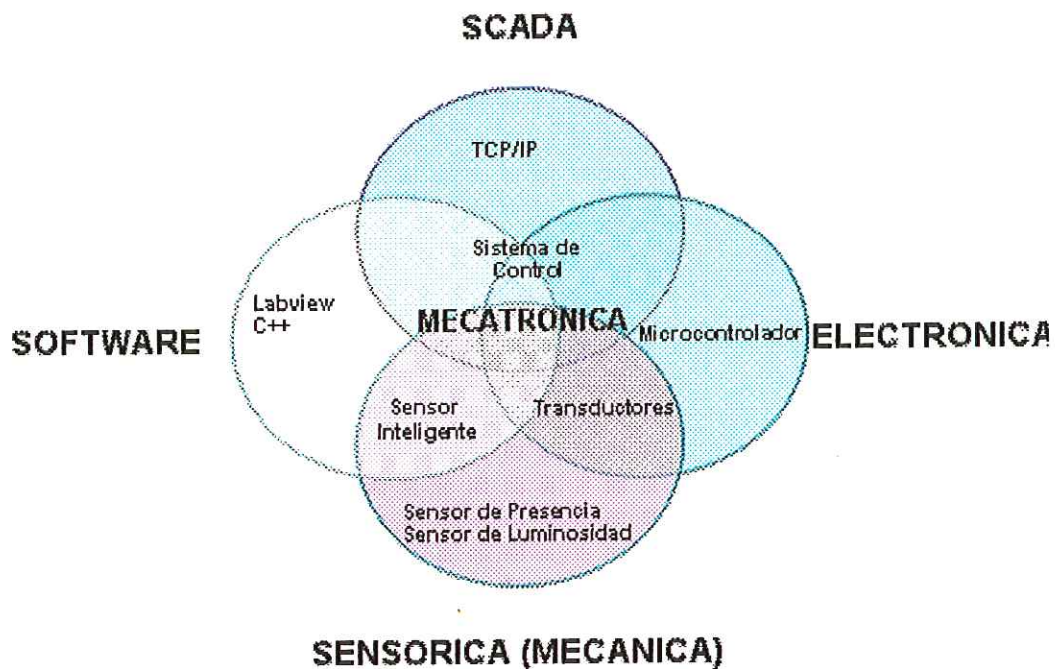 SCADA
TCP/IP
Sistema de
Control
Labview
C++
MECATRONICA
SOFTWARE
Microcontrolador
ELECTRONICA
Sensor
Inteligente
Transductores
Sensor de Presencia
Sensor de Luminosidad
SENSORICA (MECANICA)